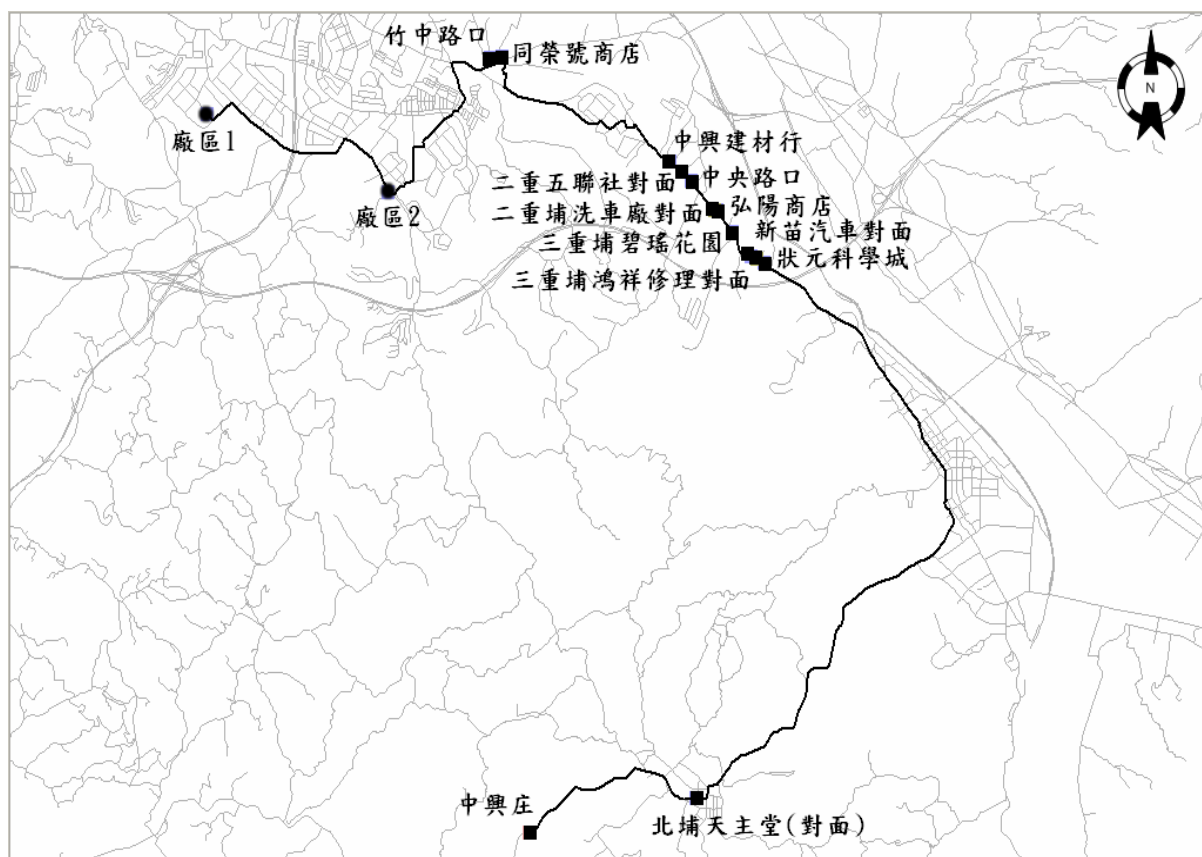 竹中路口
同榮號商店
N
廠區1
中興建材行
二重五聯社對面
中央路口
廠區2
二重埔洗車廠對面
弘陽商店
新苗汽車對面
三重埔碧瑤花園
狀元科學城
三重埔鴻祥修理對面
中興庄
北埔天主堂(對面)